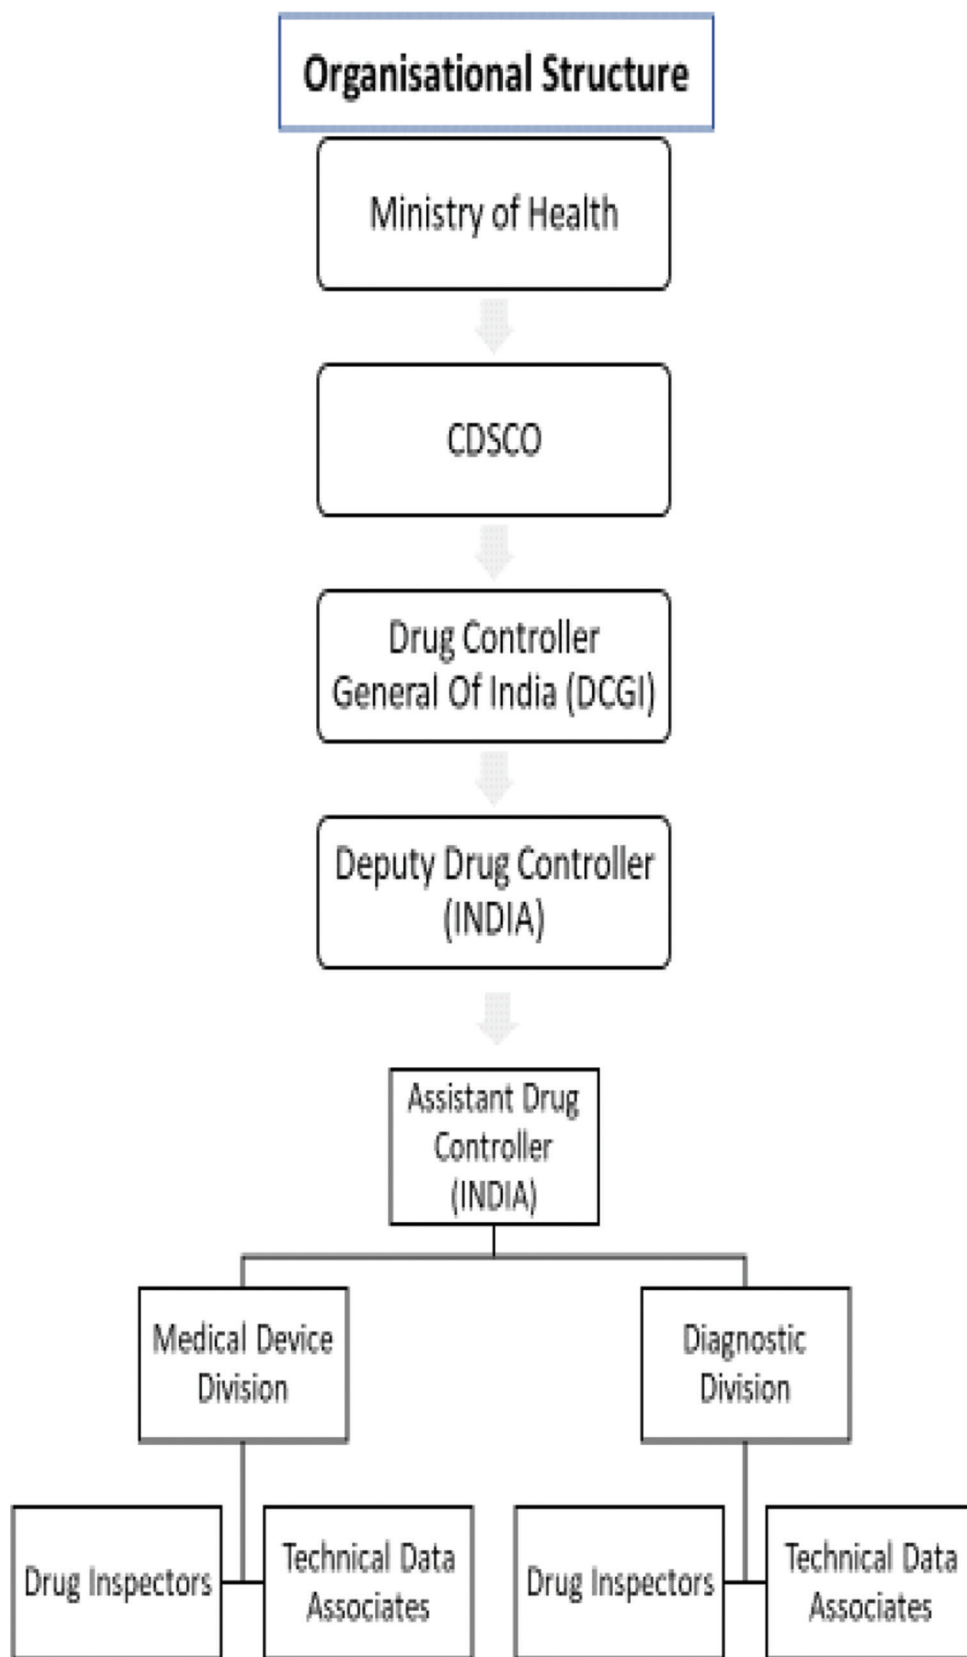 Organisational Structure
Ministry of Health
CDSCO
Drug Controller
General Of India (DCGI)
Deputy Drug Controller
(INDIA)
Assistant Drug
Controller
(INDIA)
Medical Device
Division
Diagnostic
Division
Drug Inspectors
Technical Data
Associates
Drug Inspectors
Technical Data
Associates